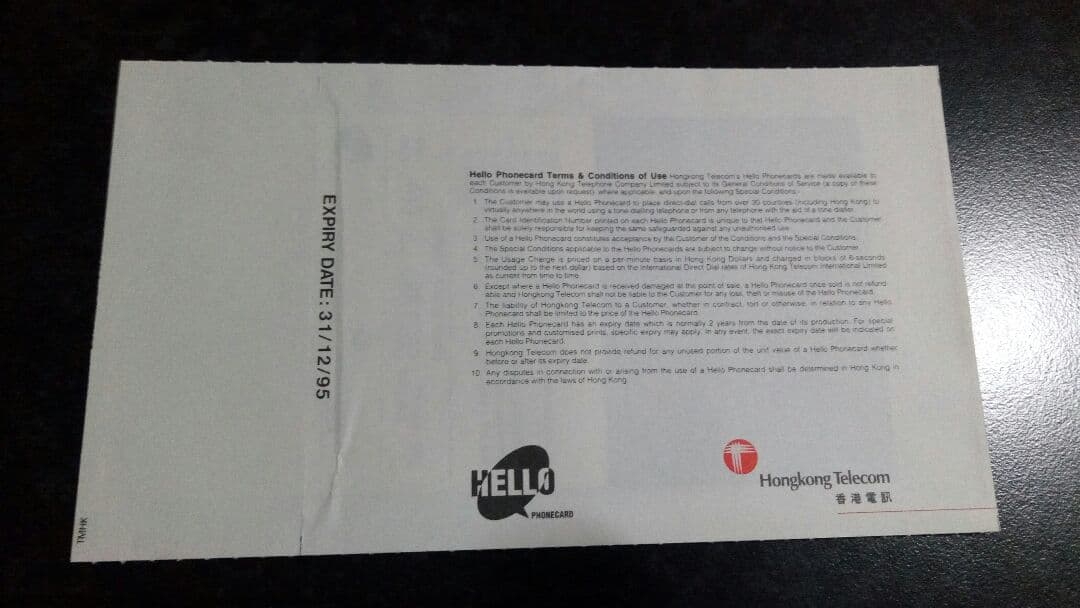 Hello Phonecard Terms & Conditions of Use Hongkong Telecom's Hello Phonecards are made available to
each Customer by Hong Kong Telephone Company Limited subject to its General Conditions of Service (a copy of these
Conditions is available upon request), where applicable, and upon the following Special Conditions:-
1. The Customer may use a Hello Phonecard to place direct-dial calls from over 35 countries (including Hong Kong) to
virtually anywhere in the world using a tone-dialling telephone or from any telephone with the aid of a tone dialler.
2. The Card Identification Number printed on each Hello Phonecard is unique to that Hello Phonecard and the Customer
shall be solely responsible for keeping the same safeguarded against any unauthorised use.
3. Use of a Hello Phonecard constitutes acceptance by the Customer of the Conditions and the Special Conditions.
4. The Special Conditions applicable to the Hello Phonecards are subject to change without notice to the Customer.
5. The Usage Charge is priced on a per-minute basis in Hong Kong Dollars and charged in blocks of 6-seconds
(rounded up to the next dollar) based on the International Direct Dial rates of Hong Kong Telecom International Limited
as current from time to time.
6. Except where a Hello Phonecard is received damaged at the point of sale, a Hello Phonecard once sold is not refund-
able and Hongkong Telecom shall not be liable to the Customer for any loss, theft or misuse of the Hello Phonecard.
7. The liability of Hongkong Telecom to a Customer, whether in contract, tort or otherwise, in relation to any Hello
Phonecard shall be limited to the price of the Hello Phonecard.
8. Each Hello Phonecard has an expiry date which is normally 2 years from the date of its production. For special
promotions and customised prints, specific expiry may apply. In any event, the exact expiry date will be indicated on
each Hello Phonecard.
9. Hongkong Telecom does not provide refund for any unused portion of the unit value of a Hello Phonecard whether
before or after its expiry date.
10. Any disputes in connection with or arising from the use of a Hello Phonecard shall be determined in Hong Kong in
accordance with the laws of Hong Kong.
EXPIRY DATE: 31/12/95
HELLO
PHONECARD
Hongkong Telecom
香港電訊
TMHK